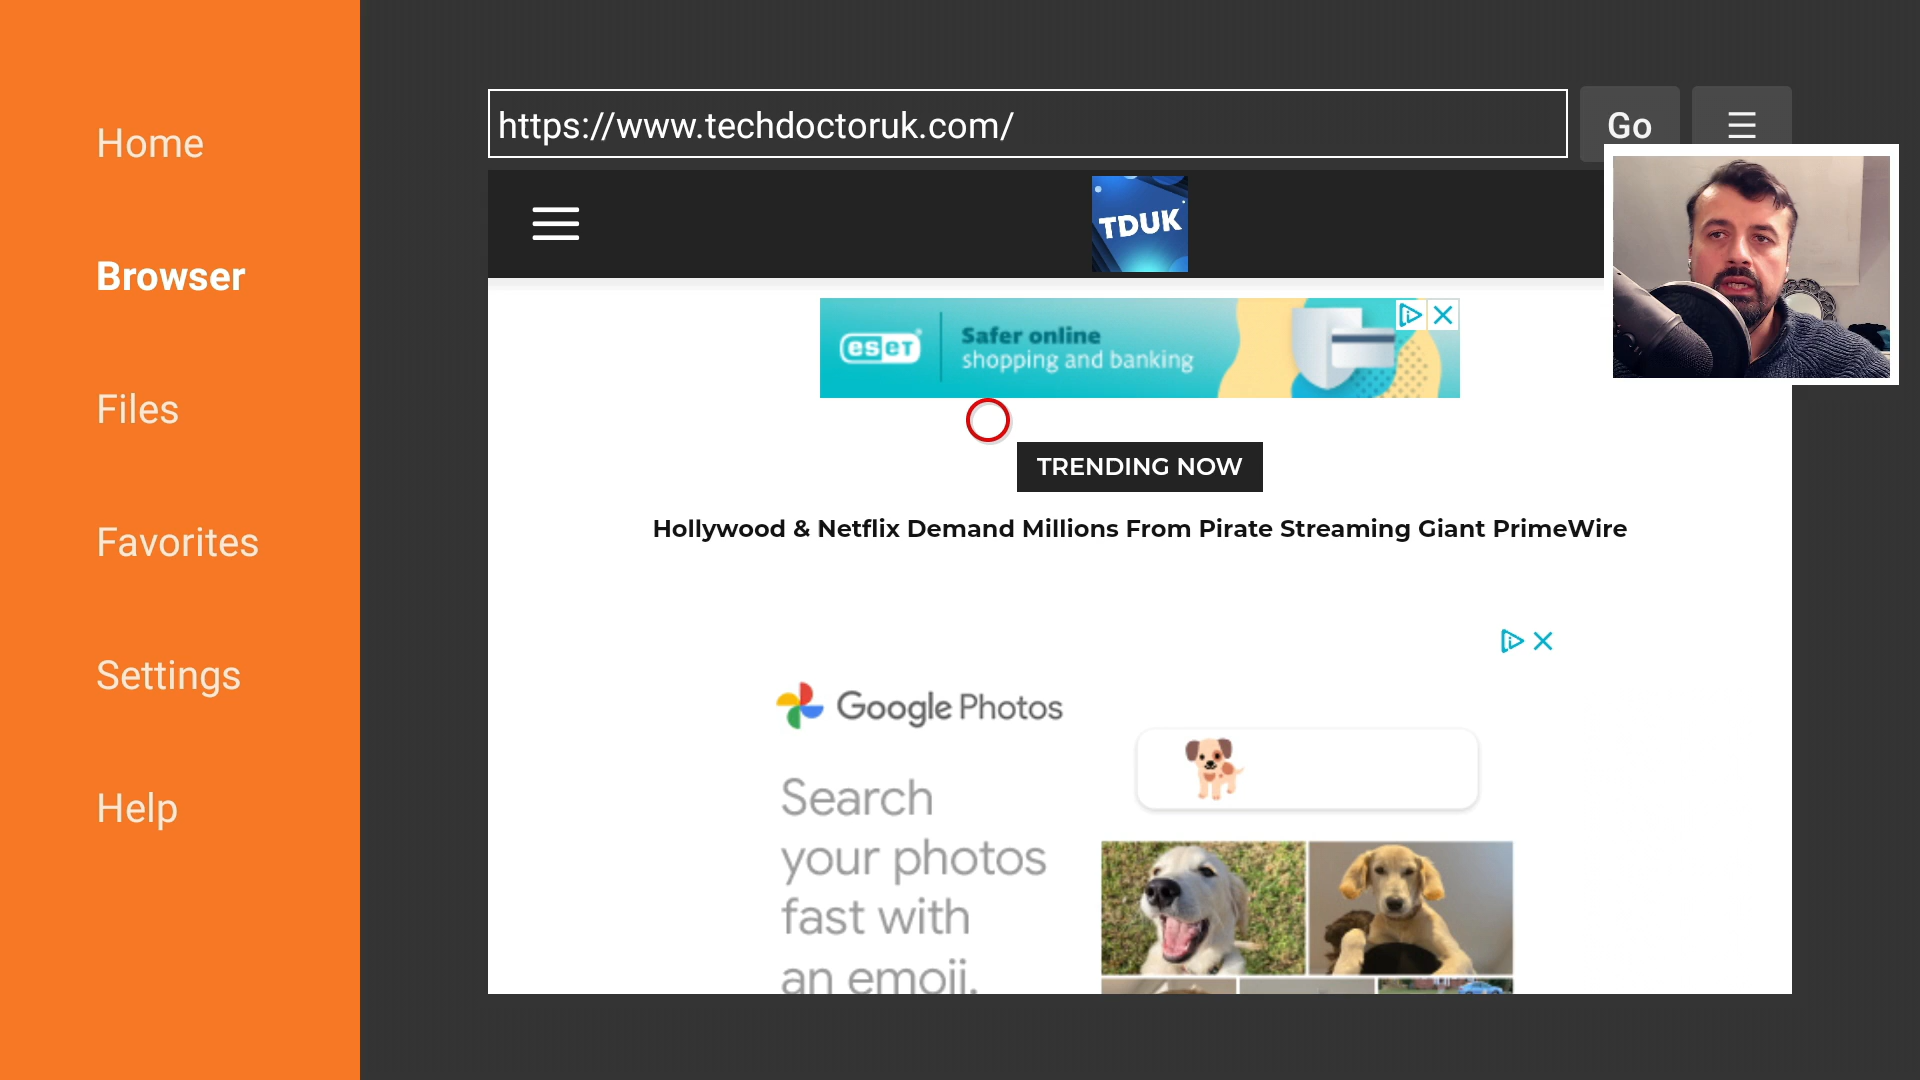 Home
Browser
Files
Favorites
Settings
Help
https://www.techdoctoruk.com/
Go
TDUK
eseT
Safer online
shopping and banking
TRENDING NOW
Hollywood & Netflix Demand Millions From Pirate Streaming Giant PrimeWire
Google Photos
Search
your photos
fast with
an emoji.